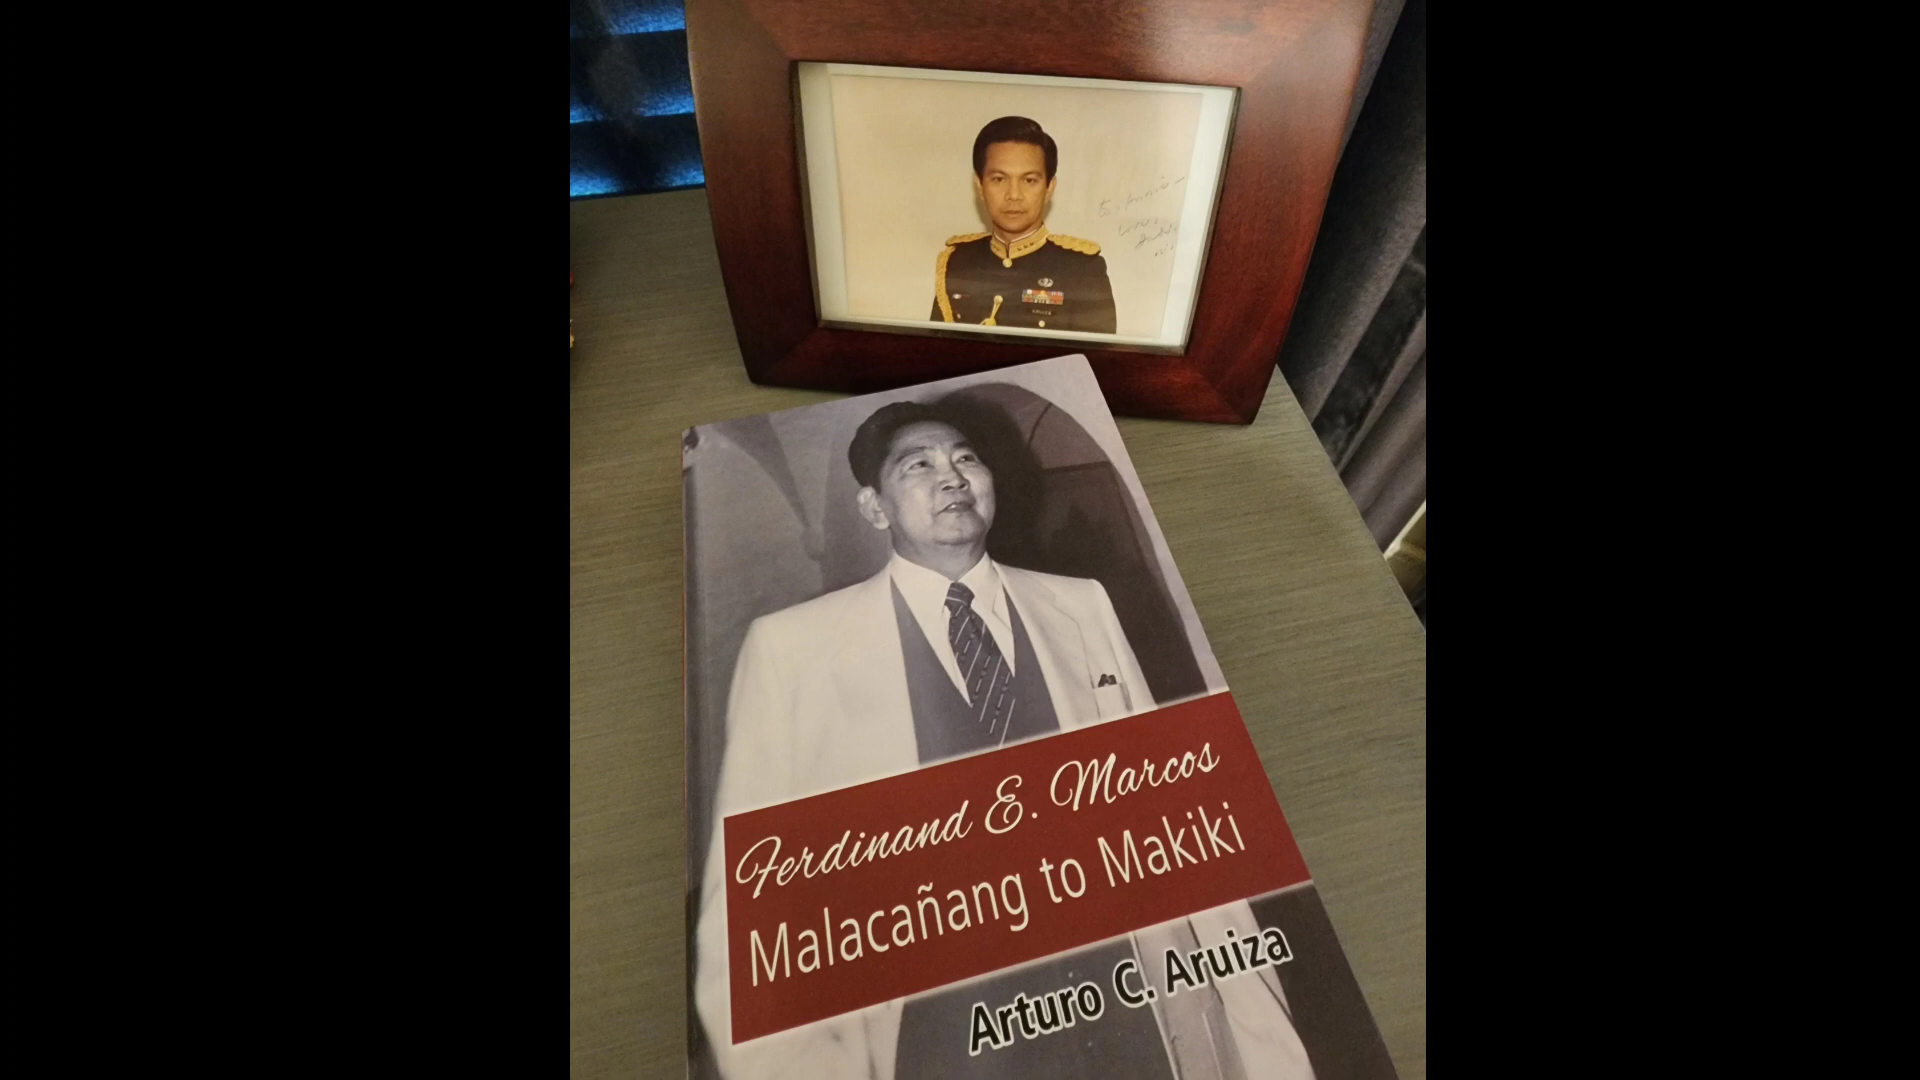 Ferdinand E. Marcos
Malacañang to Makiki
Arturo C. Aruiza